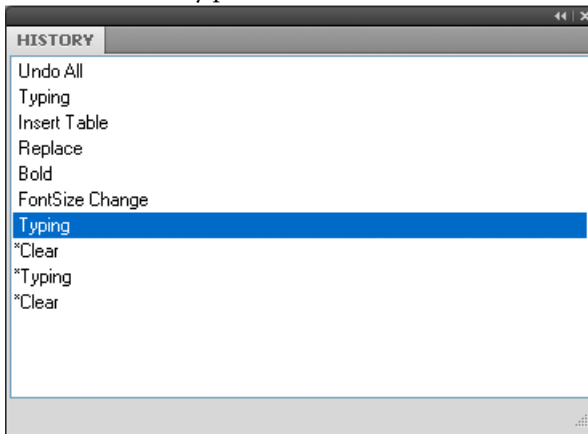 HISTORY
Undo All
Typing
Insert Table
Replace
Bold
FontSize Change
Typing
*Clear
*Typing
*Clear